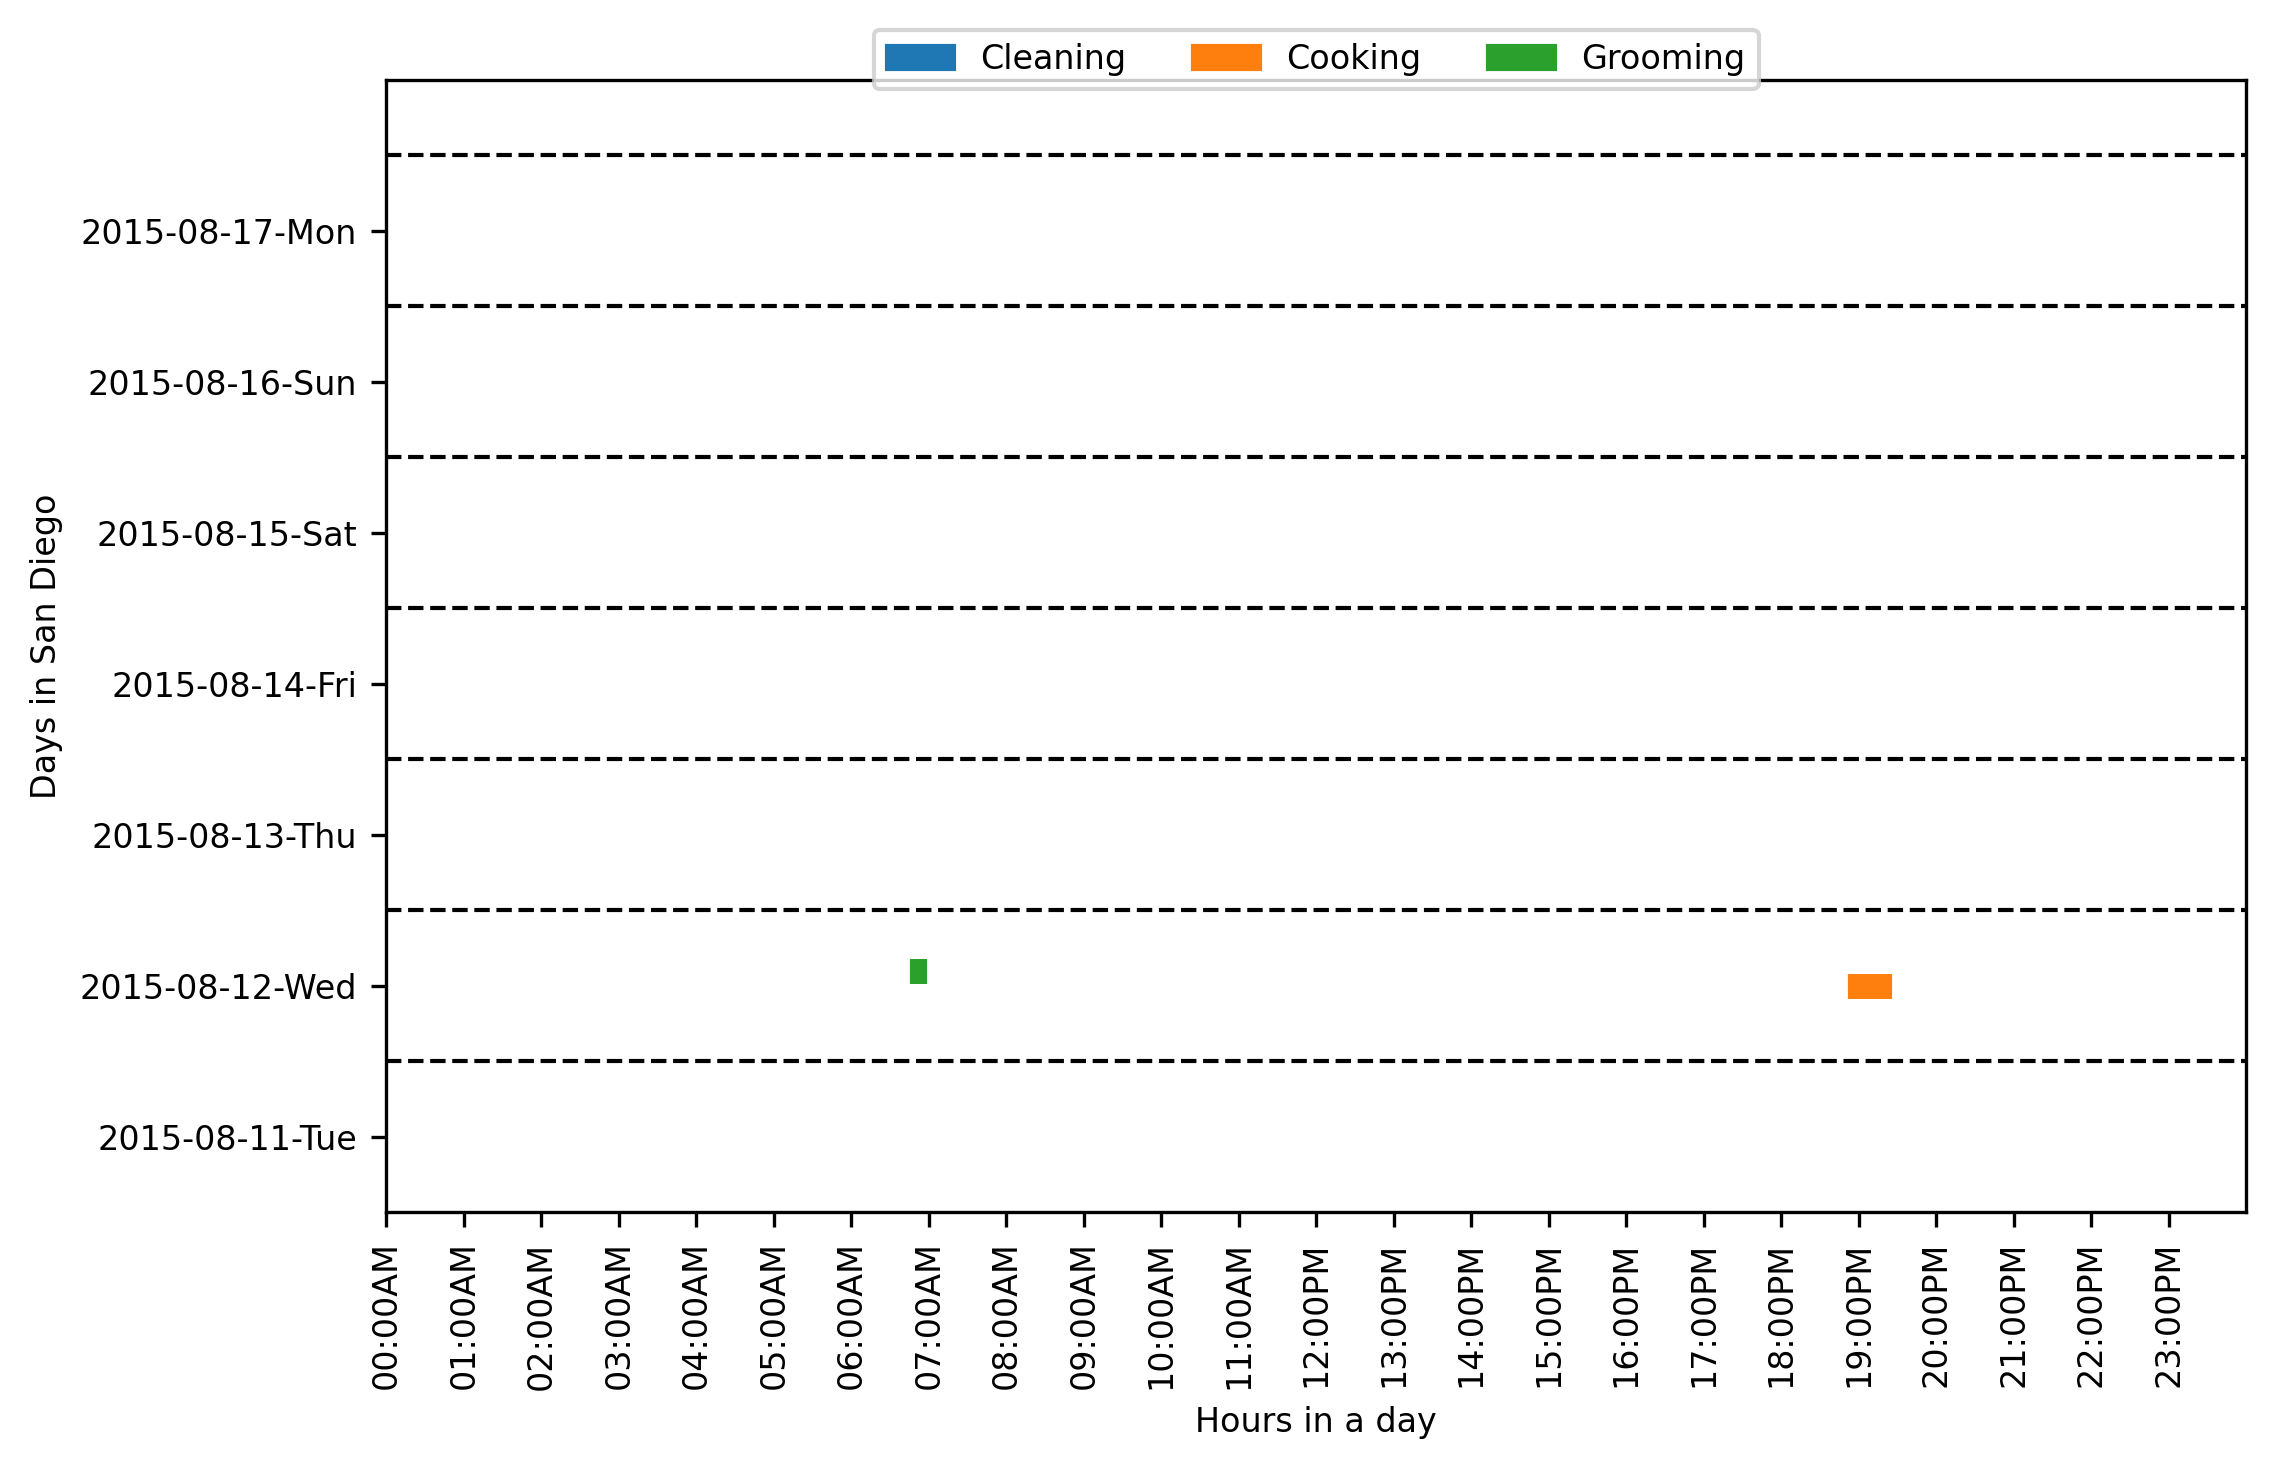 Cleaning Cooking Grooming
2015-08-17-Mon
2015-08-16-Sun
2015-08-15-Sat
2015-08-14-Fri
2015-08-13-Thu
2015-08-12-Wed
2015-08-11-Tue
Days in San Diego
00:00AM
01:00AM
02:00AM
03:00AM
04:00AM
05:00AM
06:00AM
07:00AM
08:00AM
09:00AM
10:00AM
11:00AM
12:00PM
13:00PM
14:00PM
15:00PM
16:00PM
17:00PM
18:00PM
19:00PM
20:00PM
21:00PM
22:00PM
23:00PM
Hours in a day